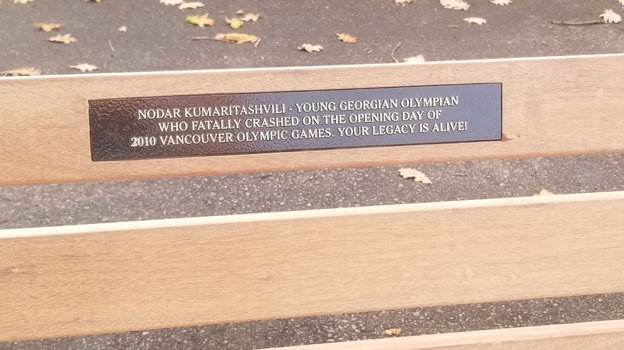 NODAR KUMARITASHVILI - YOUNG GEORGIAN OLYMPIAN
WHO FATALLY CRASHED ON THE OPENING DAY OF
2010 VANCOUVER OLYMPIC GAMES. YOUR LEGACY IS ALIVE!